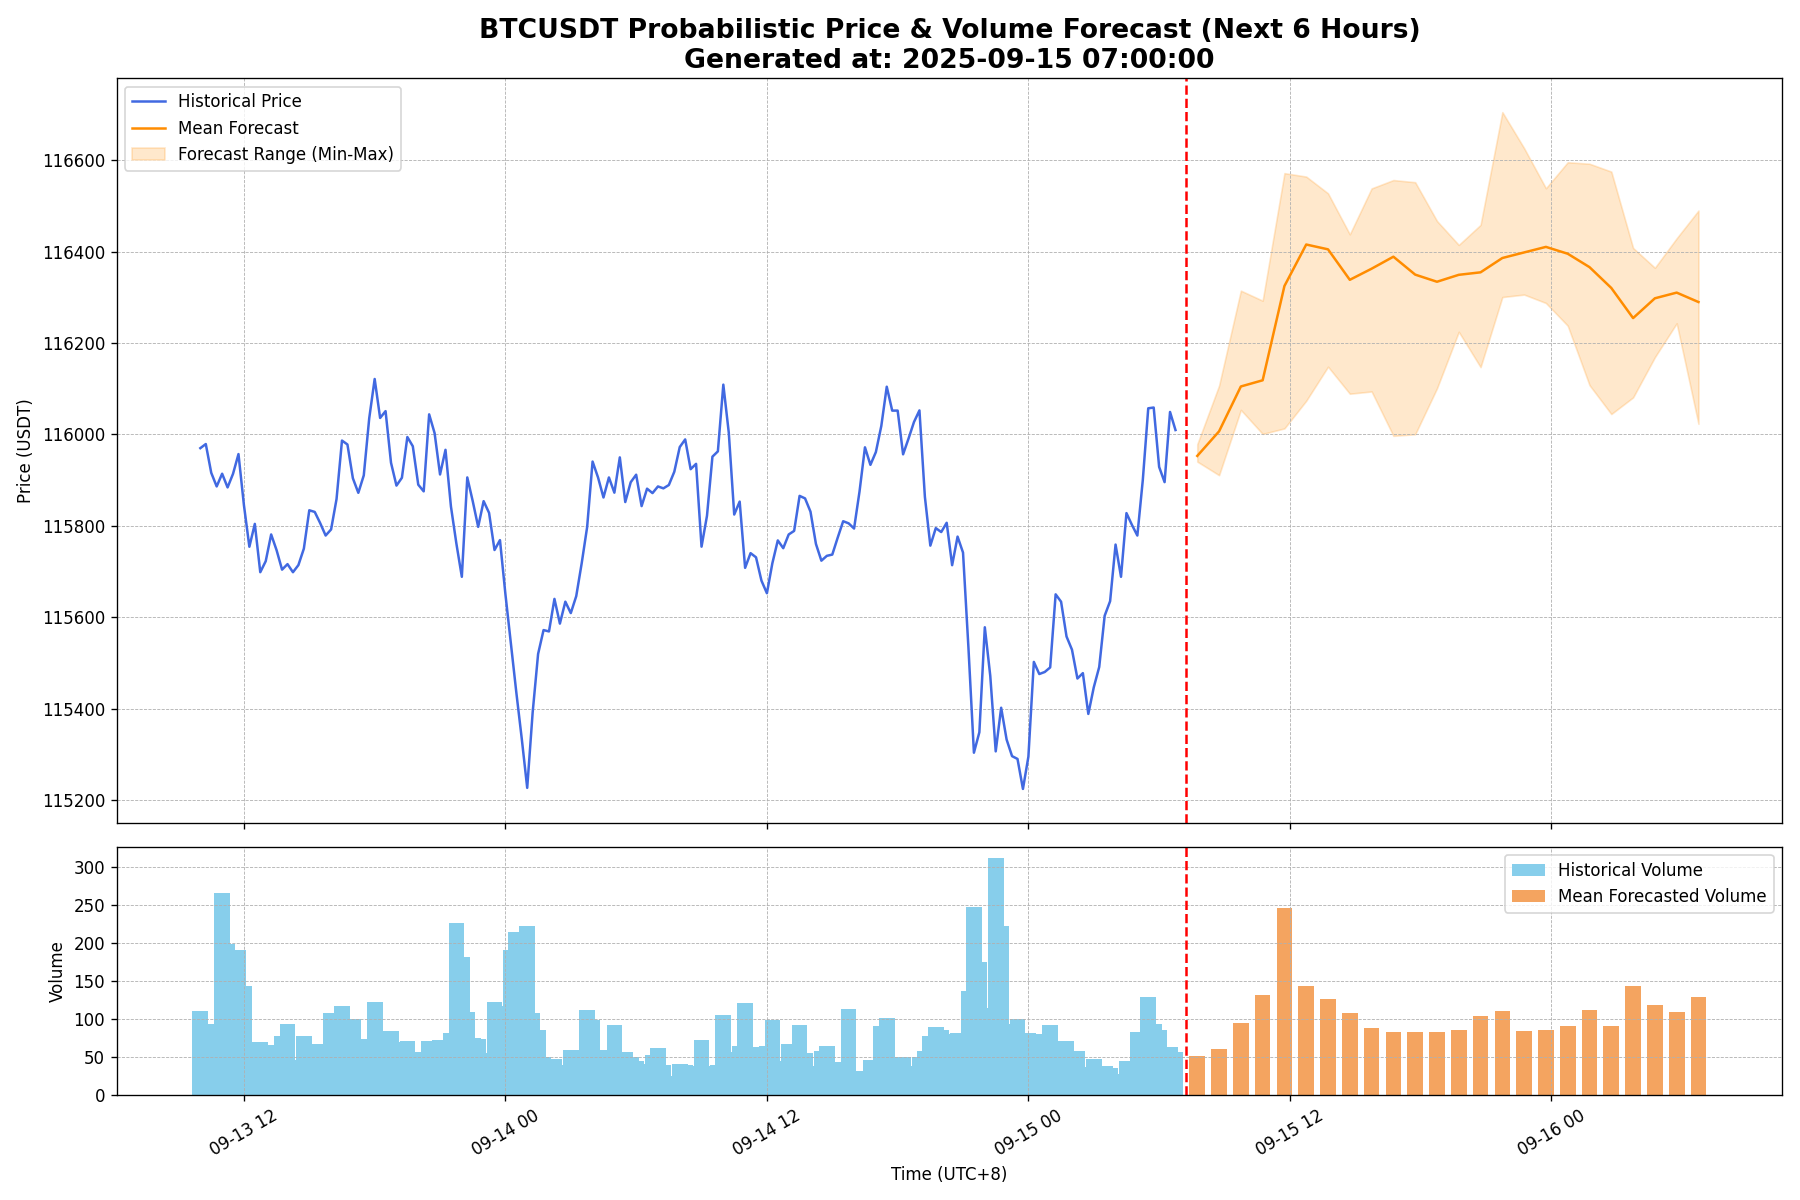 BTCUSDT Probabilistic Price & Volume Forecast (Next 6 Hours)
Generated at: 2025-09-15 07:00:00
Historical Price
Mean Forecast
Forecast Range (Min-Max)
Price (USDT)
116600
116400
116200
116000
115800
115600
115400
115200
Historical Volume
Mean Forecasted Volume
Volume
300
250
200
150
100
50
0
09-13 12
09-14 00
09-14 12
09-15 00
09-15 12
09-16 00
Time (UTC+8)